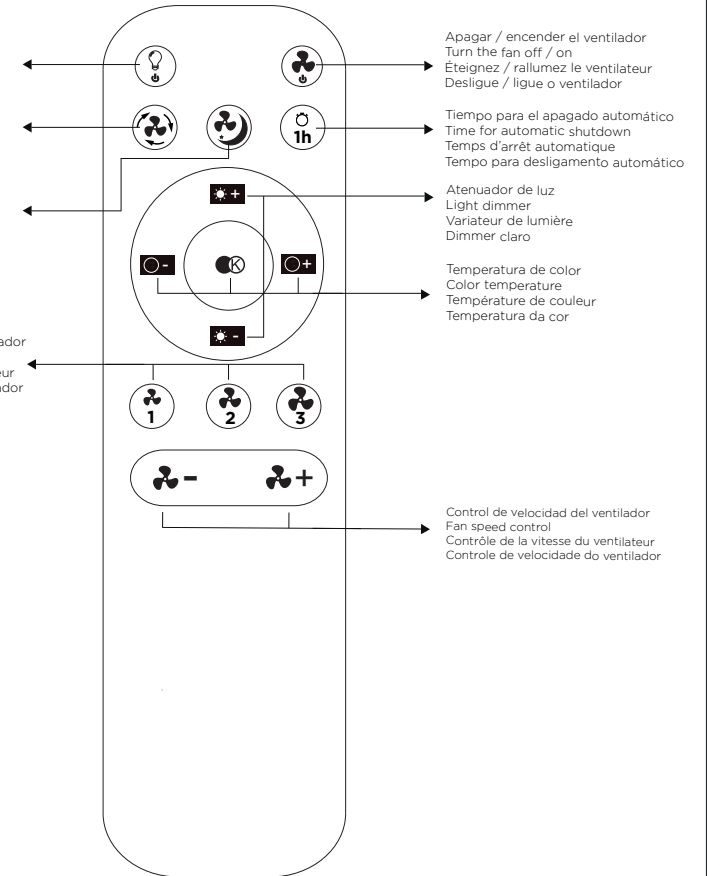 Apagar / encender el ventilador
Turn the fan off / on
Éteignez / rallumez le ventilateur
Desligue / ligue o ventilador
1h
Tiempo para el apagado automático
Time for automatic shutdown
Temps d'arrêt automatique
Tempo para desligamento automático
+
Atenuador de luz
Light dimmer
Variateur de lumière
Dimmer claro
-
K
+
Temperatura de color
Color temperature
Température de couleur
Temperatura da cor
-
ador
eur
ador
1
2
3
-
+
Control de velocidad del ventilador
Fan speed control
Contrôle de la vitesse du ventilateur
Controle de velocidade do ventilador